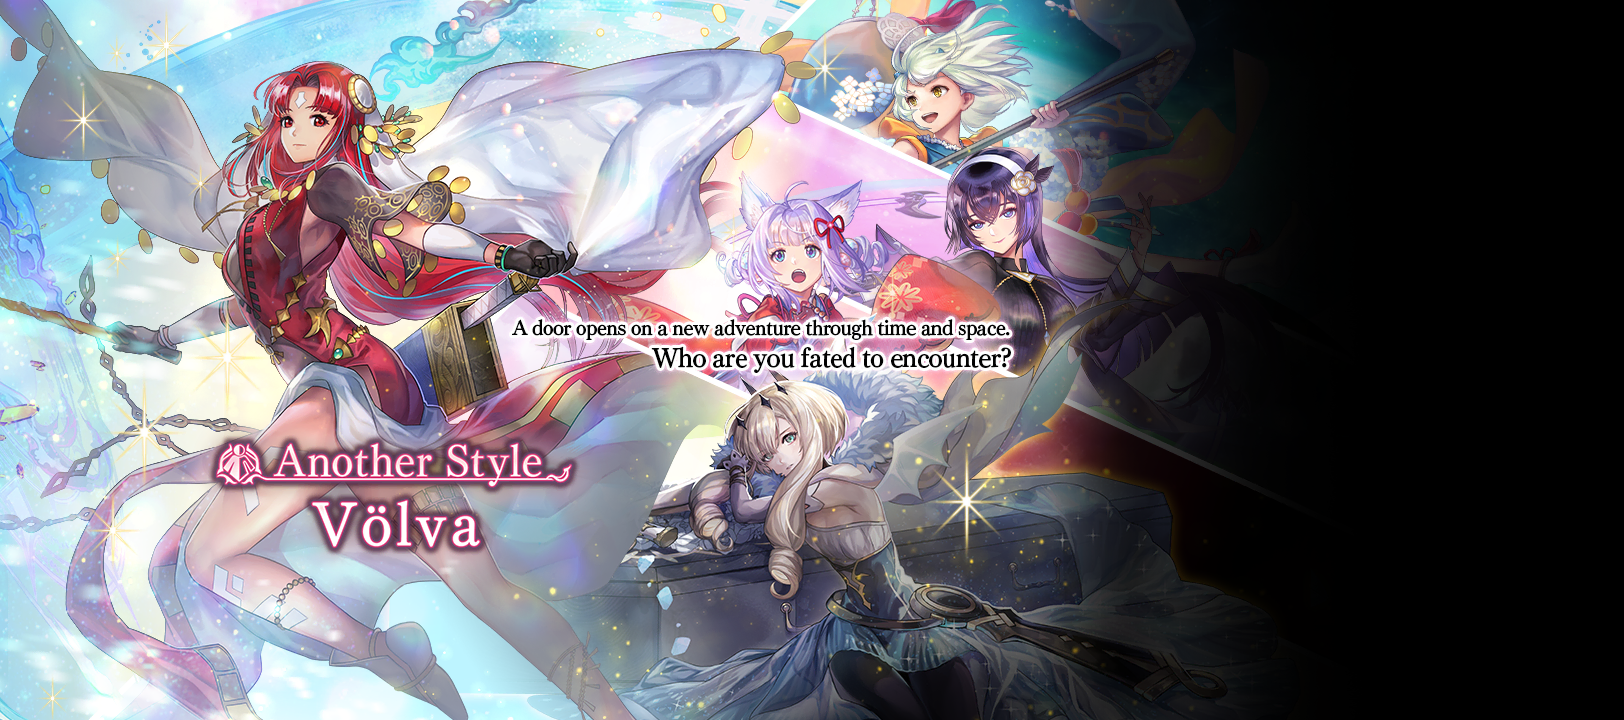 A door opens on a new adventure through time and space.
Who are you fated to encounter?
Another Style
Völva